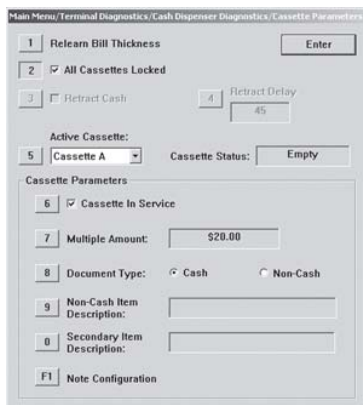 Main Menu/Terminal Diagnostics/Cash Dispenser Diagnostics/Cassette Parameters
1 Relearn Bill Thickness Enter
2 All Cassettes Locked
3 Retract Cash 4 Retract Delay
45
Active Cassette:
5 Cassette A Cassette Status: Empty
Cassette Parameters
6 Cassette In Service
7 Multiple Amount: $20.00
8 Document Type: Cash Non-Cash
9 Non-Cash Item
Description:
0 Secondary Item
Description:
F1 Note Configuration